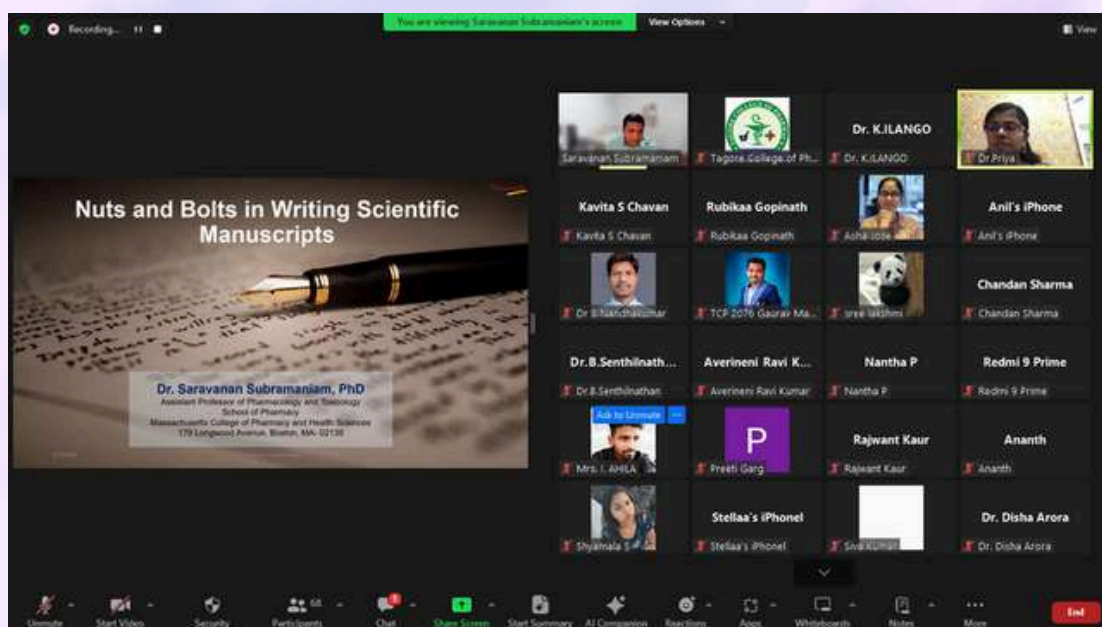 Recording...
You are viewing Saravanan Subramaniam's screen
View Options
View
Nuts and Bolts in Writing Scientific
Manuscripts
Dr. Saravanan Subramaniam, PhD
Assistant Professor of Pharmacology and Toxicology
School of Pharmacy
Massachusetts College of Pharmacy and Health Sciences
179 Longwood Avenue, Boston, MA- 02130
Saravanan Subramaniam
Tagore College of Ph...
Dr. K.ILANGO
Dr. K.ILANGO
Dr.Priya
Kavita S Chavan
Kavita S Chavan
Rubikaa Gopinath
Rubikaa Gopinath
Asha Jose
Anil's iPhone
Anil's iPhone
Dr B.Nandhakumar
TCP 2076 Gaurav Ma...
sree lakshmi
Chandan Sharma
Chandan Sharma
Dr.B.Senthilnath...
Dr.B.Senthilnathan
Averineni Ravi K...
Averineni Ravi Kumar
Nantha P
Nantha P
Redmi 9 Prime
Redmi 9 Prime
Ask to Unmute
Mrs. I. AHILA
P
Preeti Garg
Rajwant Kaur
Rajwant Kaur
Ananth
Ananth
Shyamala S
Stellaa's iPhonel
Stellaa's iPhonel
Siva Kumar
Dr. Disha Arora
Dr. Disha Arora
Unmute
Start Video
Security
Participants
68
Chat
Share Screen
Start Summary
AI Companion
Reactions
Apps
Whiteboards
Notes
More
End